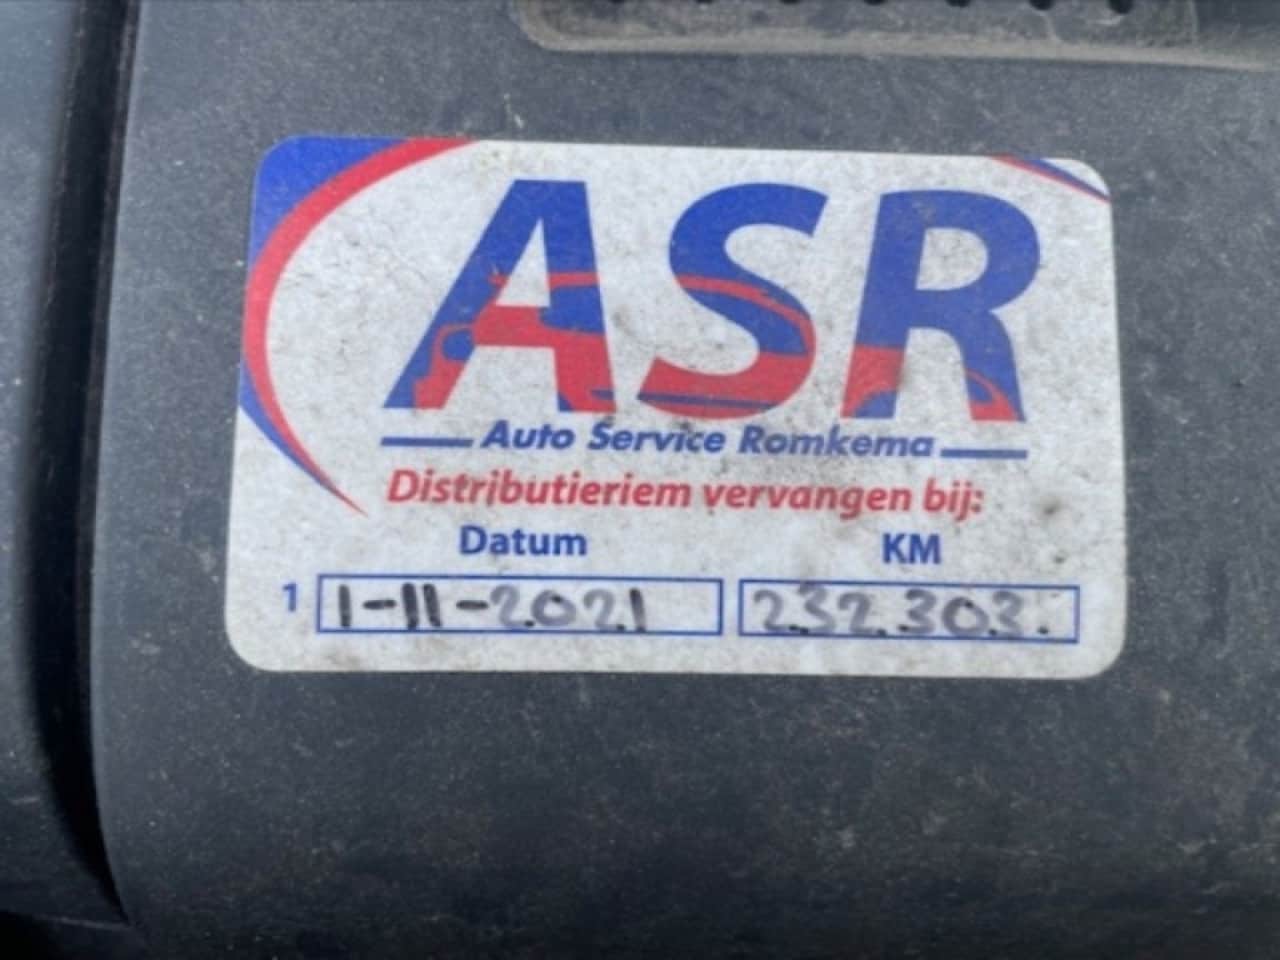 ASR
Auto Service Romkema
Distributieriem vervangen bij:
Datum KM
1 1-11-2021 232.303.